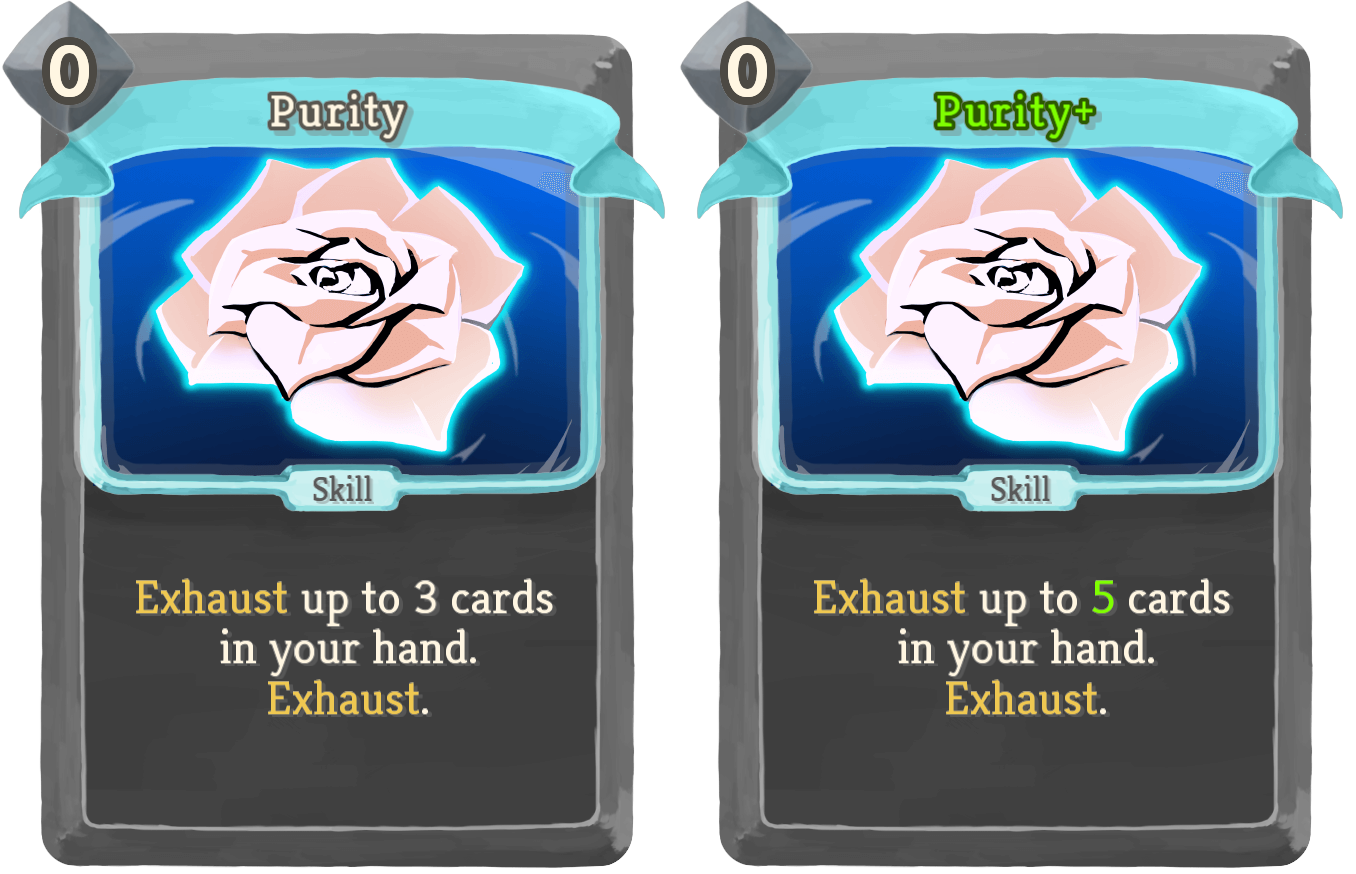 0
Purity
Skill
Exhaust up to 3 cards
in your hand.
Exhaust.
0
Purity+
Skill
Exhaust up to 5 cards
in your hand.
Exhaust.